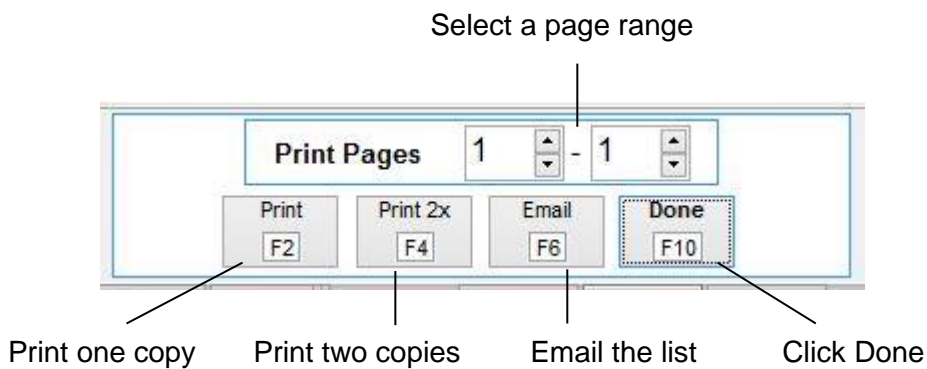 Select a page range
Print Pages 1 - 1
Print Print 2x Email Done
F2 F4 F6 F10
Print one copy Print two copies Email the list Click Done